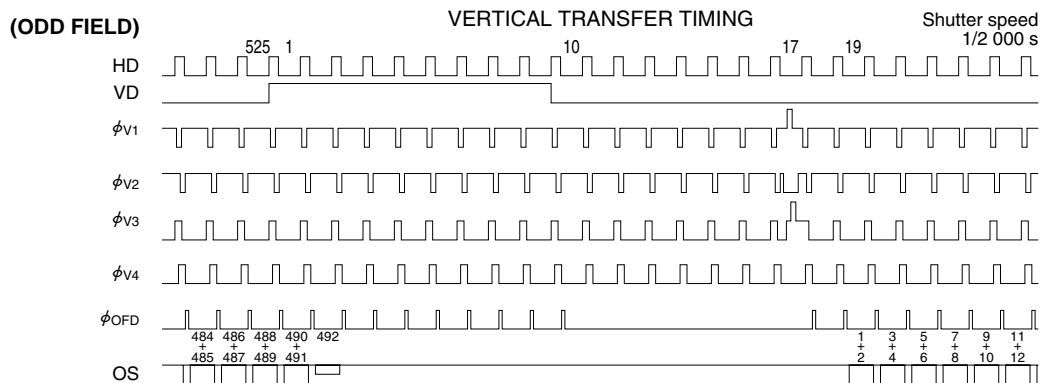 (ODD FIELD)
VERTICAL TRANSFER TIMING
Shutter speed
1/2 000 s
525 1 10 17 19
HD
VD
ϕV1
ϕV2
ϕV3
ϕV4
ϕOFD
484 486 488 490 492 1 3 5 7 9 11
+ + + + + + + + + +
485 487 489 491 2 4 6 8 10 12
OS